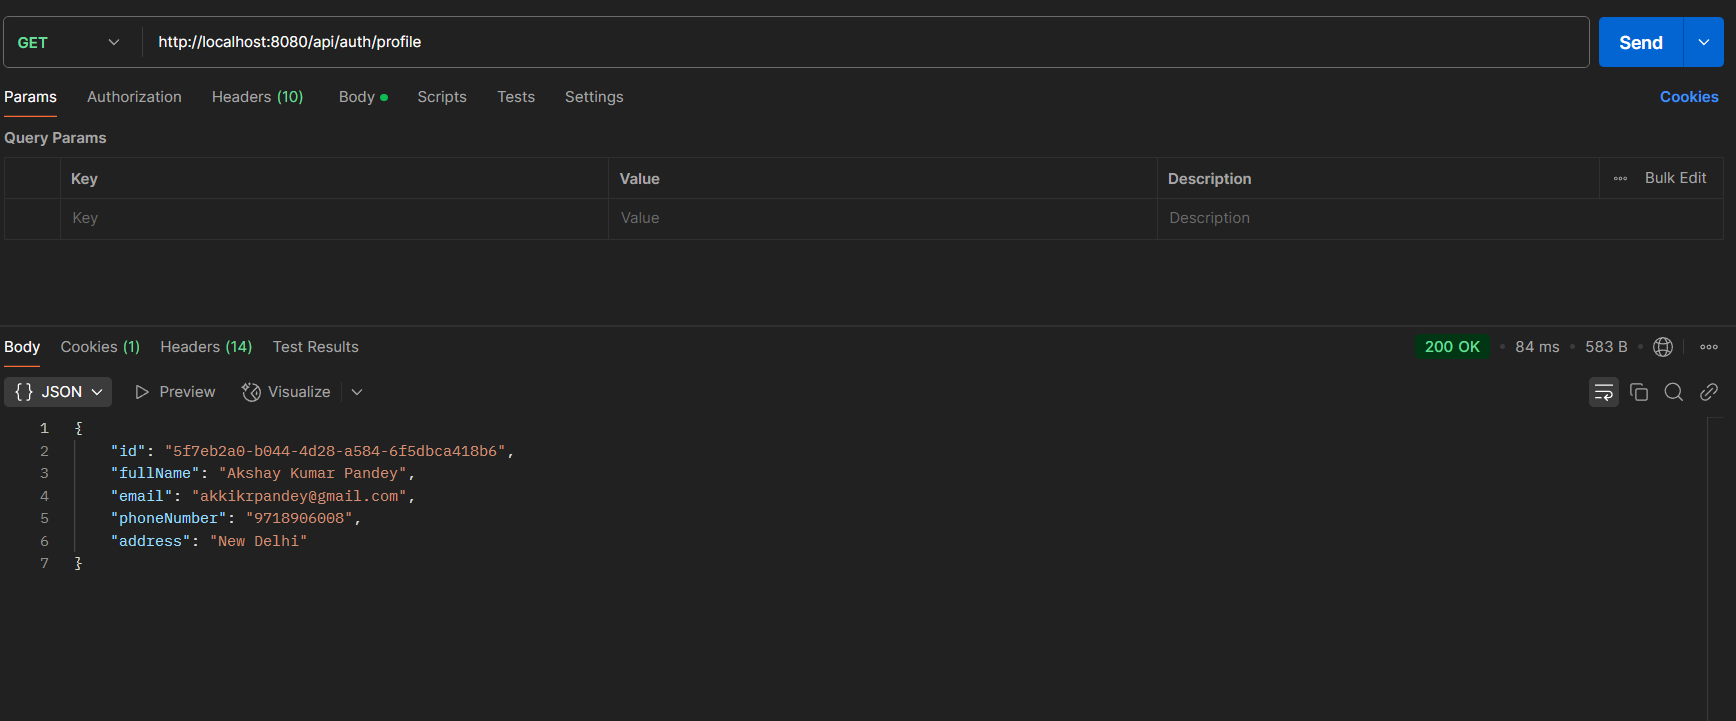 GET http://localhost:8080/api/auth/profile Send
Params Authorization Headers (10) Body Scripts Tests Settings Cookies
Query Params
Key Value Description Bulk Edit
Key Value Description
Body Cookies (1) Headers (14) Test Results 200 OK 84 ms 583 B
{} JSON Preview Visualize
1 {
2 "id": "5f7eb2a0-b044-4d28-a584-6f5dbca418b6",
3 "fullName": "Akshay Kumar Pandey",
4 "email": "akkikrpandey@gmail.com",
5 "phoneNumber": "9718906008",
6 "address": "New Delhi"
7 }